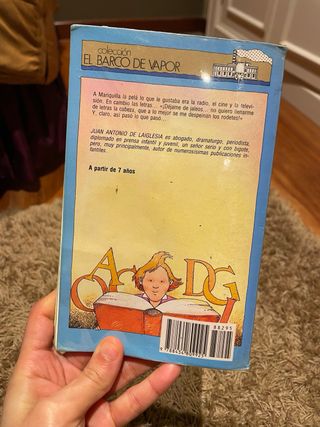 colección
EL BARCO DE VAPOR
A Mariquilla la pela lo que le gustaba era la radio, el cine y la televi-
sión. En cambio las letras... «¡Déjame de jaleos... no quiero llenarme
de letras la cabeza, que a lo mejor se me despeinan los rodetes!»
Y, claro, así pasó lo que pasó...
JUAN ANTONIO DE LAIGLESIA es abogado, dramaturgo, periodista,
diplomado en prensa infantil y juvenil, un señor serio y con bigote,
pero, muy principalmente, autor de numerosísimas publicaciones in-
fantiles.
A partir de 7 años
O A C D G
88295